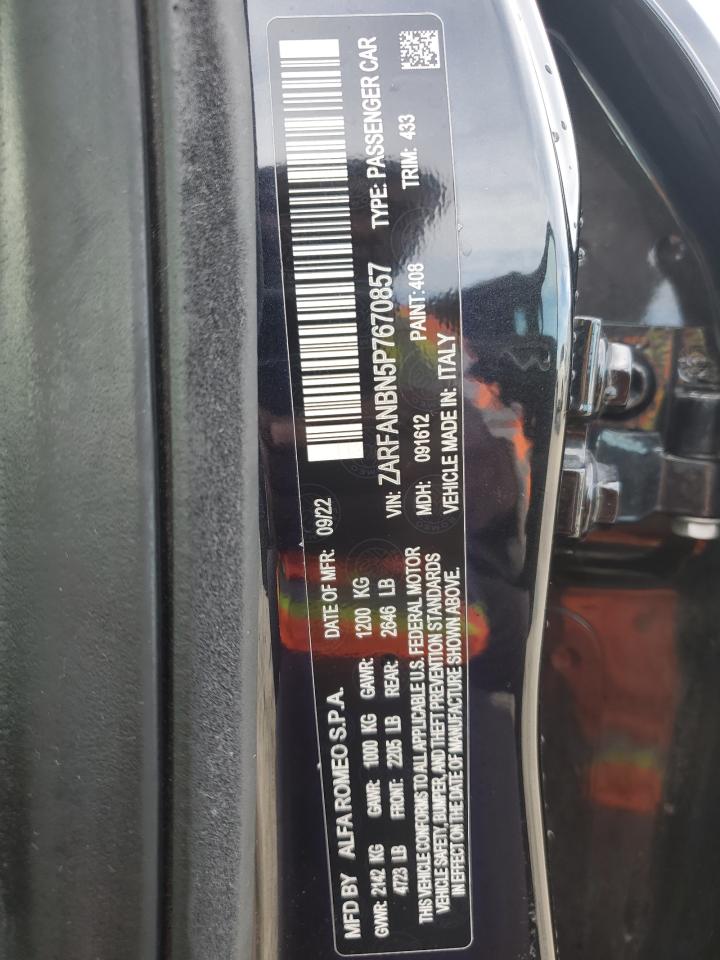 MFD BY ALFA ROMEO S.P.A. DATE OF MFR: 09/22
GVWR: 2142 KG GAWR: 1000 KG GAWR: 1200 KG
4723 LB FRONT: 2205 LB REAR: 2646 LB
THIS VEHICLE CONFORMS TO ALL APPLICABLE U.S. FEDERAL MOTOR
VEHICLE SAFETY, BUMPER, AND THEFT PREVENTION STANDARDS
IN EFFECT ON THE DATE OF MANUFACTURE SHOWN ABOVE.
VIN: ZARFANBN5P7670857 TYPE: PASSENGER CAR
MDH: 091612 PAINT: 408 TRIM: 433
VEHICLE MADE IN: ITALY